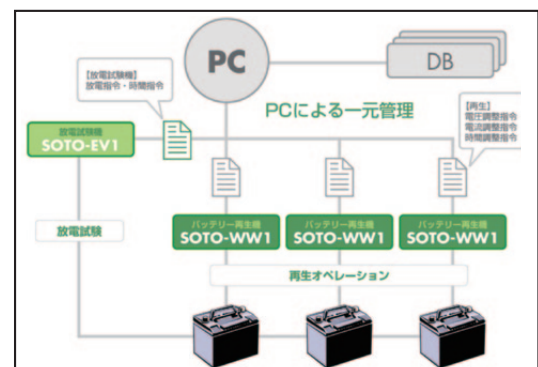 PC
DB
【放電試験機】
放電指令・時間指令
PCによる一元管理
【再生】
電圧調整指令
電流調整指令
時間調整指令
放電試験機
SOTO-EV1
放電試験
バッテリー再生機
SOTO-WW1
バッテリー再生機
SOTO-WW1
バッテリー再生機
SOTO-WW1
再生オペレーション